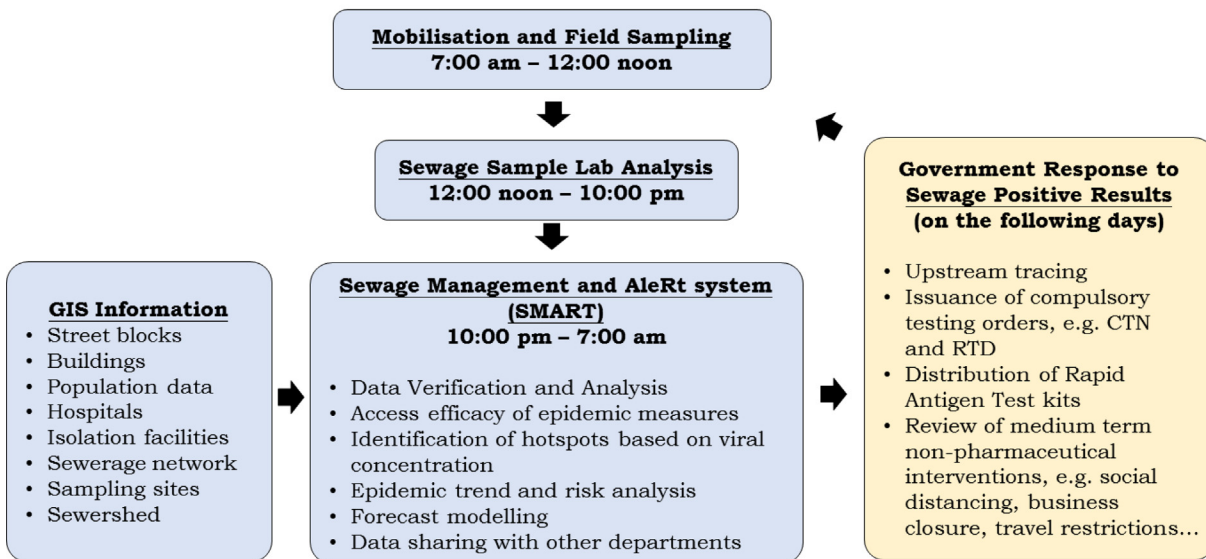 Mobilisation and Field Sampling
7:00 am – 12:00 noon
Sewage Sample Lab Analysis
12:00 noon – 10:00 pm
GIS Information
• Street blocks
• Buildings
• Population data
• Hospitals
• Isolation facilities
• Sewerage network
• Sampling sites
• Sewershed
Sewage Management and AleRt system
(SMART)
10:00 pm – 7:00 am
• Data Verification and Analysis
• Access efficacy of epidemic measures
• Identification of hotspots based on viral
concentration
• Epidemic trend and risk analysis
• Forecast modelling
• Data sharing with other departments
Government Response to
Sewage Positive Results
(on the following days)
• Upstream tracing
• Issuance of compulsory
testing orders, e.g. CTN
and RTD
• Distribution of Rapid
Antigen Test kits
• Review of medium term
non-pharmaceutical
interventions, e.g. social
distancing, business
closure, travel restrictions...